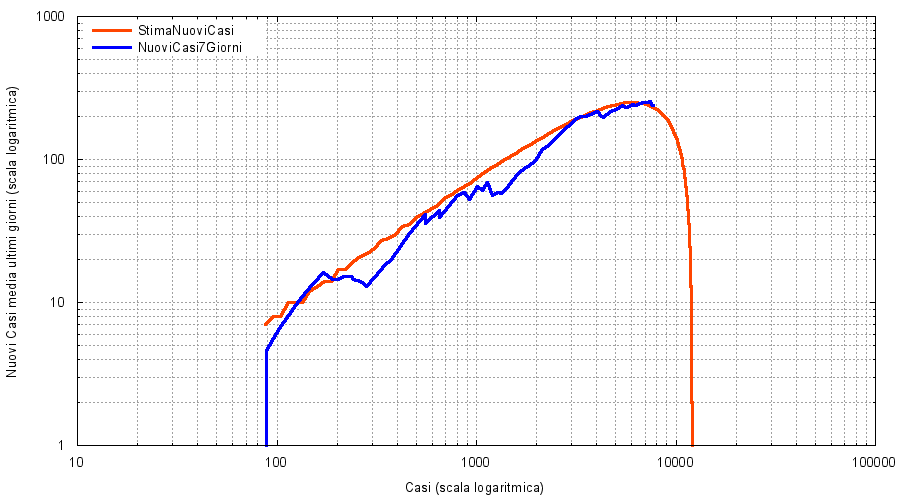 1000
StimaNuoviCasi
NuoviCasi7Giorni
100
10
1
Nuovi Casi media ultimi giorni (scala logaritmica)
10
100
1000
10000
100000
Casi (scala logaritmica)